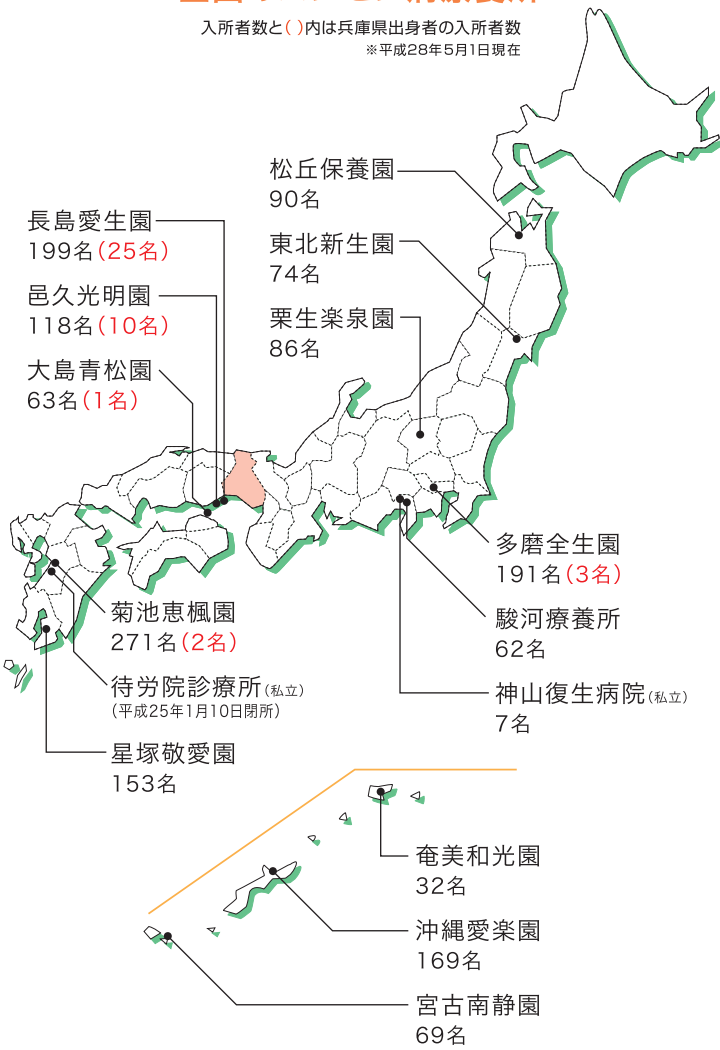 入所者数と( )内は兵庫県出身者の入所者数
※平成28年5月1日現在
松丘保養園
90名
長島愛生園
199名(25名)
東北新生園
74名
邑久光明園
118名(10名)
栗生楽泉園
86名
大島青松園
63名(1名)
多磨全生園
191名(3名)
菊池恵楓園
271名(2名)
駿河療養所
62名
待労院診療所(私立)
(平成25年1月10日閉所)
神山復生病院(私立)
7名
星塚敬愛園
153名
奄美和光園
32名
沖縄愛楽園
169名
宮古南静園
69名